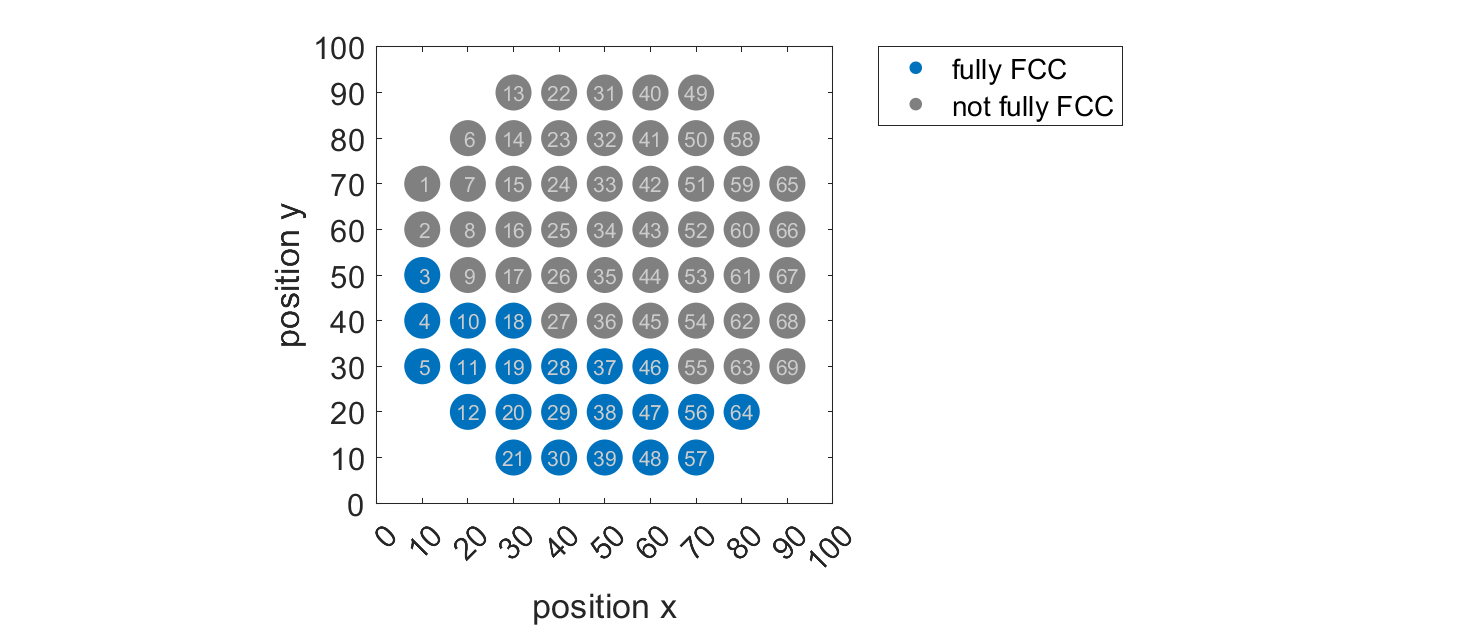 100
fully FCC
90
13 22 31 40 49
not fully FCC
80
6 14 23 32 41 50 58
70
1 7 15 24 33 42 51 59 65
60
2 8 16 25 34 43 52 60 66
position y
50
3 9 17 26 35 44 53 61 67
40
4 10 18 27 36 45 54 62 68
30
5 11 19 28 37 46 55 63 69
20
12 20 29 38 47 56 64
10
21 30 39 48 57
0
0 10 20 30 40 50 60 70 80 90 100
position x